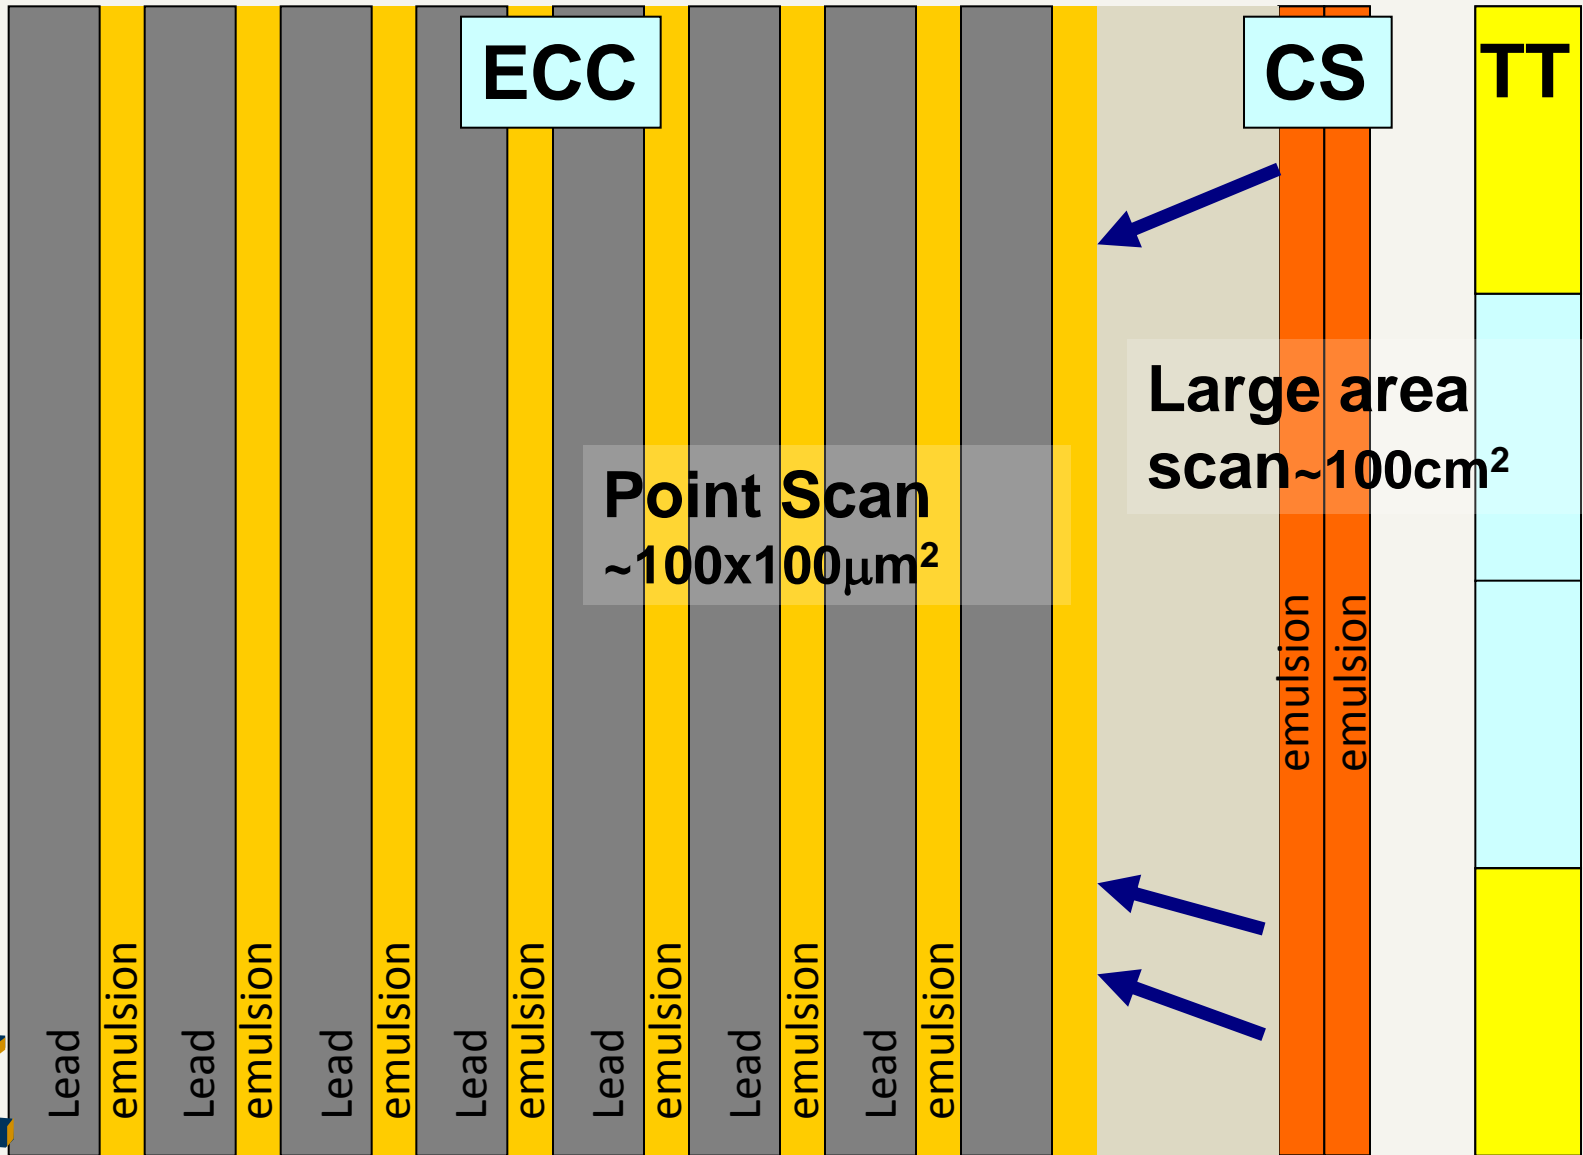 ECC
CS
TT
Large area
scan~100cm²
Point Scan
~100x100μm²
emulsion
emulsion
Lead
emulsion
Lead
emulsion
Lead
emulsion
Lead
emulsion
Lead
emulsion
Lead
emulsion
Lead
emulsion